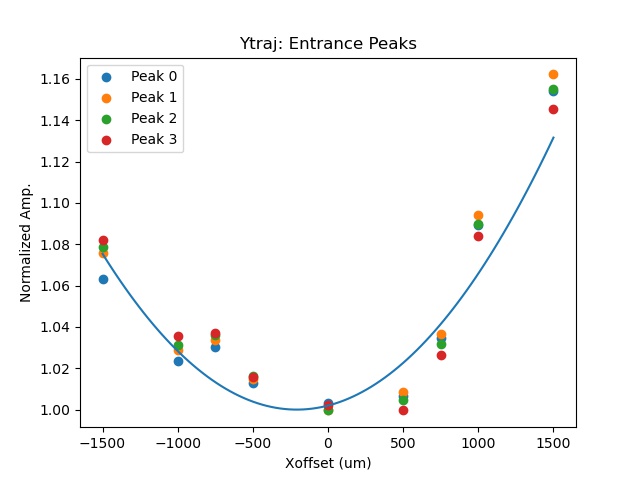 Ytraj: Entrance Peaks
Peak 0
Peak 1
Peak 2
Peak 3
Normalized Amp.
1.16
1.14
1.12
1.10
1.08
1.06
1.04
1.02
1.00
−1500 −1000 −500 0 500 1000 1500
Xoffset (um)